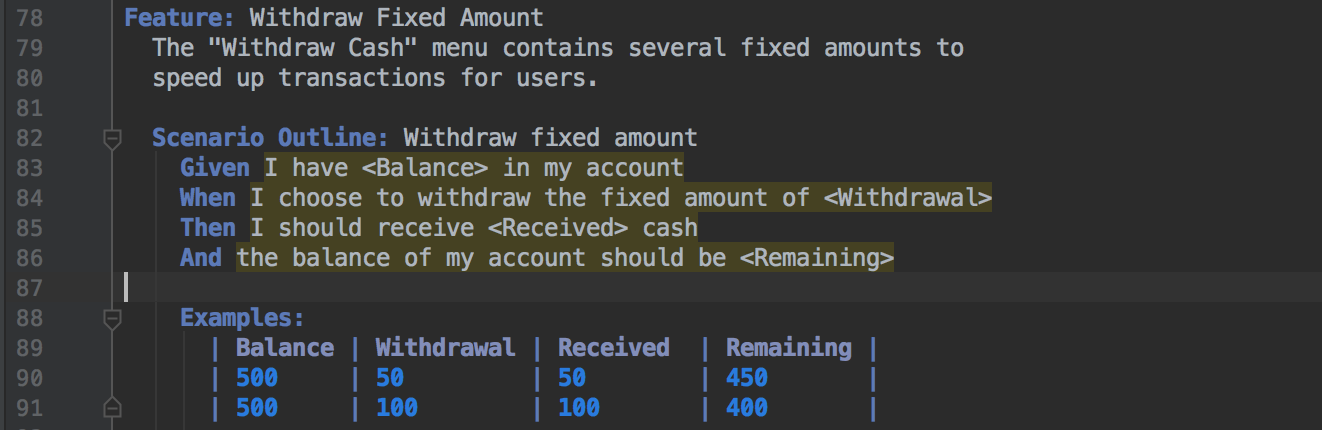 78 Feature: Withdraw Fixed Amount
79 The "Withdraw Cash" menu contains several fixed amounts to
80 speed up transactions for users.
81
82 Scenario Outline: Withdraw fixed amount
83 Given I have <Balance> in my account
84 When I choose to withdraw the fixed amount of <Withdrawal>
85 Then I should receive <Received> cash
86 And the balance of my account should be <Remaining>
87
88 Examples:
89 | Balance | Withdrawal | Received | Remaining |
90 | 500 | 50 | 50 | 450 |
91 | 500 | 100 | 100 | 400 |